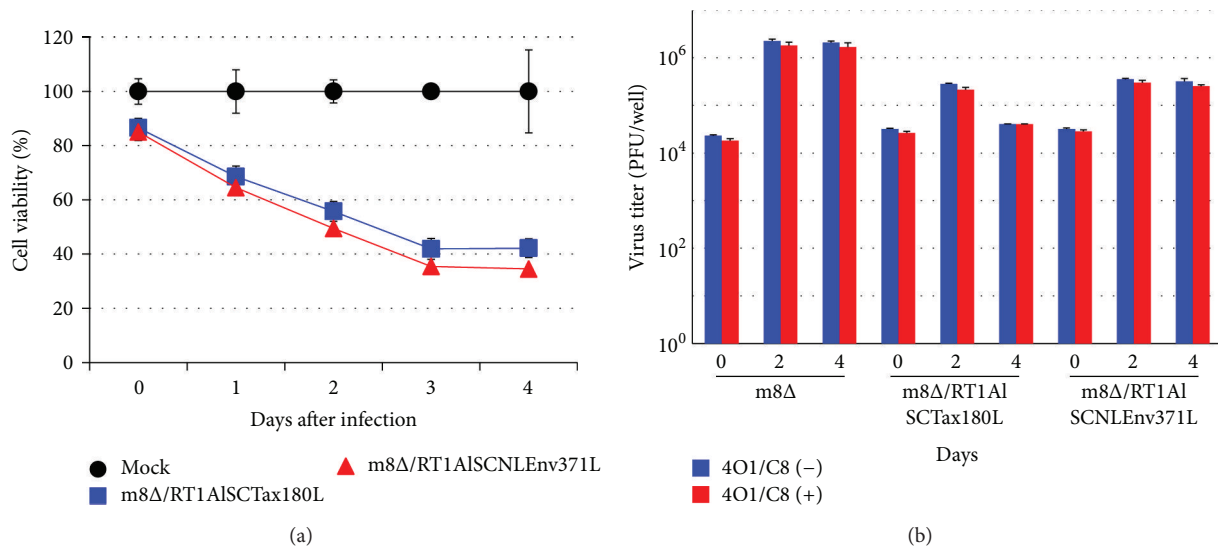 120
100
80
60
40
80
0
Cell viability (%)
0 1 2 3 4
Days after infection
Mock
m8Δ/RT1AlSCNLEnv371L
m8Δ/RT1AlSCTax180L
(a)
10^6
10^4
10^2
10^0
Virus titer (PFU/well)
0 2 4 0 2 4 0 2 4
m8Δ
m8Δ/RT1Al
SCTax180L
m8Δ/RT1Al
SCNLEnv371L
Days
4O1/C8 (−)
4O1/C8 (+)
(b)